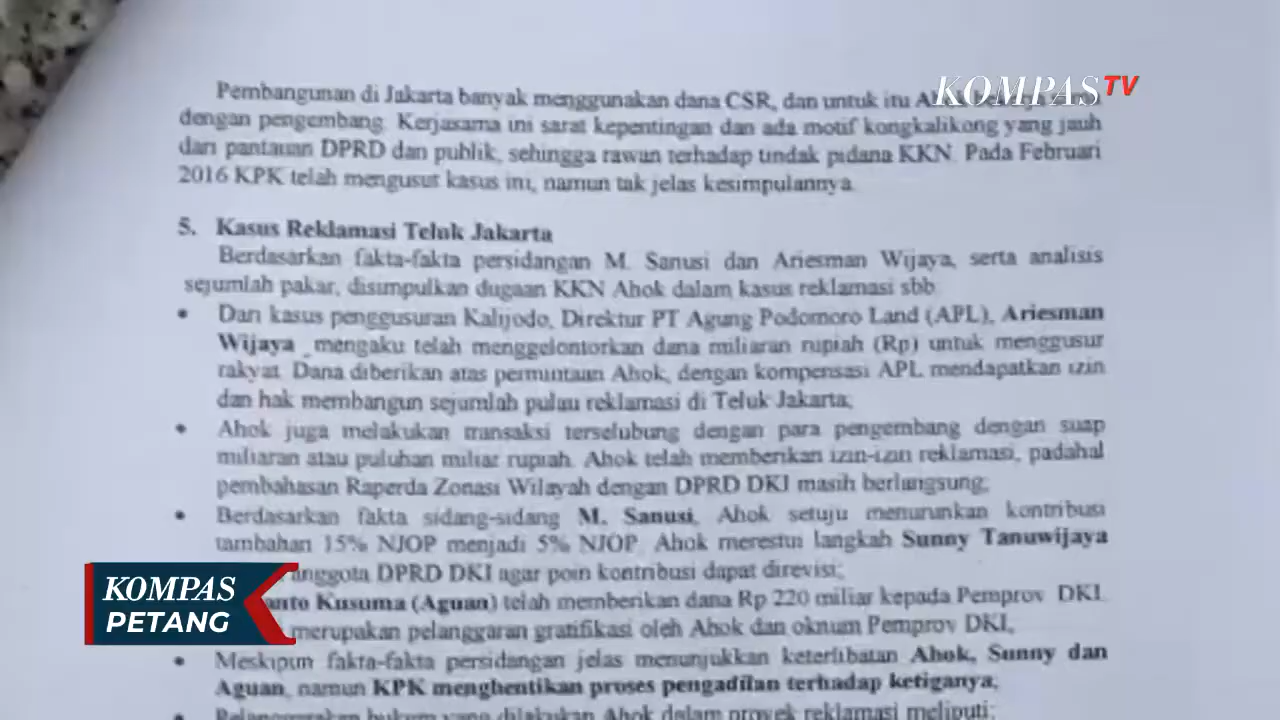 KOMPAS TV
Pembangunan di Jakarta banyak menggunakan dana CSR, dan untuk itu
dengan pengembang. Kerjasama ini sarat kepentingan dan ada motif kongkalikong yang jauh
dari pantauan DPRD dan publik, sehingga rawan terhadap tindak pidana KKN. Pada Februari
2016 KPK telah mengusut kasus ini, namun tak jelas kesimpulannya.
5. Kasus Reklamasi Teluk Jakarta
Berdasarkan fakta-fakta persidangan M. Sanusi dan Ariesman Wijaya, serta analisis
sejumlah pakar, disimpulkan dugaan KKN Ahok dalam kasus reklamasi sbb
• Dari kasus penggusuran Kalijodo, Direktur PT Agung Podomoro Land (APL), Ariesman
Wijaya, mengaku telah menggelontorkan dana miliaran rupiah (Rp) untuk menggusur
rakyat. Dana diberikan atas permintaan Ahok, dengan kompensasi APL mendapatkan izin
dan hak membangun sejumlah pulau reklamasi di Teluk Jakarta;
• Ahok juga melakukan transaksi terselubung dengan para pengembang dengan suap
miliaran atau puluhan miliar rupiah. Ahok telah memberikan izin-izin reklamasi, padahal
pembahasan Raperda Zonasi Wilayah dengan DPRD DKI masih berlangsung;
• Berdasarkan fakta sidang-sidang M. Sanusi, Ahok setuju menurunkan kontribusi
tambahan 15% NJOP menjadi 5% NJOP. Ahok merestui langkah Sunny Tanuwijaya
anggota DPRD DKI agar poin kontribusi dapat direvisi;
Kusuma (Aguan) telah memberikan dana Rp 220 miliar kepada Pemprov DKI.
merupakan pelanggaran gratifikasi oleh Ahok dan oknum Pemprov DKI;
• Meskipun fakta-fakta persidangan jelas menunjukkan keterlibatan Ahok, Sunny dan
Aguan, namun KPK menghentikan proses pengadilan terhadap ketiganya;
• Pelanggaran hukum yang dilakukan Ahok dalam proyek reklamasi meliputi:
KOMPAS
PETANG